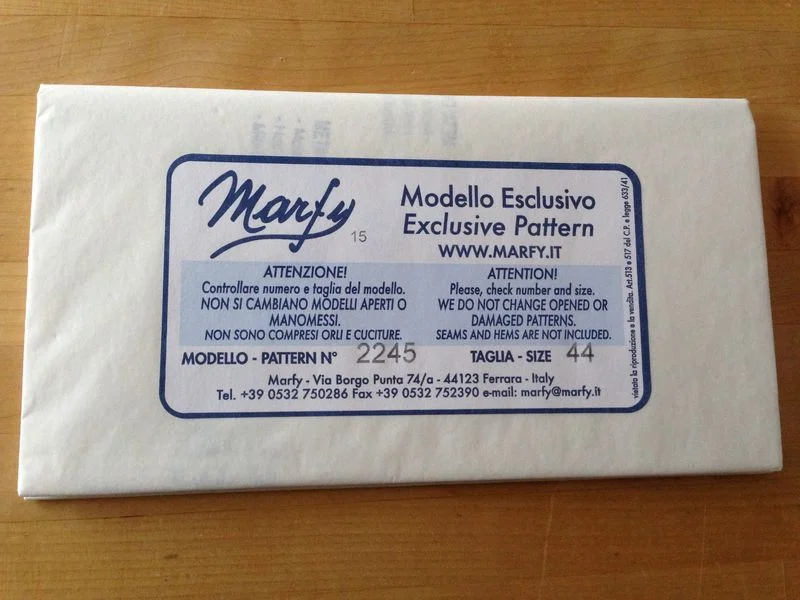 Marfy
15
Modello Esclusivo
Exclusive Pattern
WWW.MARFY.IT
ATTENZIONE!
Controllare numero e taglia del modello.
NON SI CAMBIANO MODELLI APERTI O
MANOMESSI.
NON SONO COMPRESI ORLI E CUCITURE.
ATTENTION!
Please, check number and size.
WE DO NOT CHANGE OPENED OR
DAMAGED PATTERNS.
SEAMS AND HEMS ARE NOT INCLUDED.
MODELLO - PATTERN N° 2245 TAGLIA - SIZE 44
Marfy - Via Borgo Punta 74/a - 44123 Ferrara - Italy
Tel. +39 0532 750286 Fax +39 0532 752390 e-mail: marfy@marfy.it
vietata la riproduzione e la vendita. Art.513 e 517 del C.P. e legge 633/41